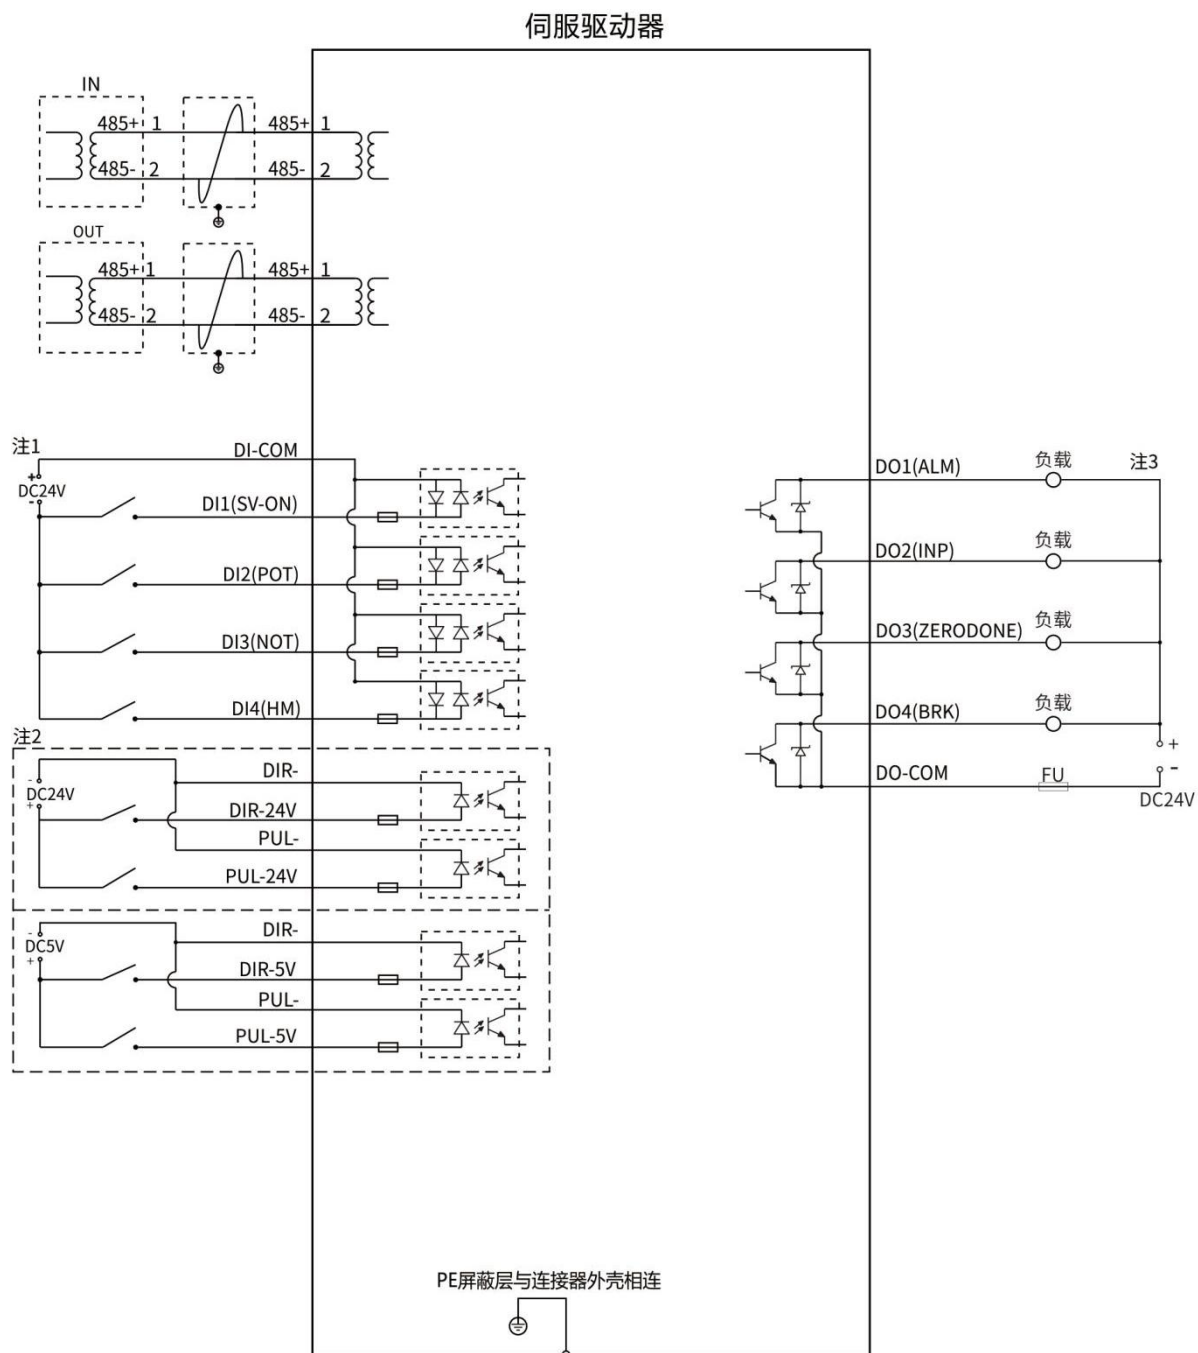 伺服驱动器
IN
485+ 1 485+ 1
485- 2 485- 2
OUT
485+ 1 485+ 1
485- 2 485- 2
注1
DI-COM
+
DC24V
-
DI1(SV-ON)
DI2(POT)
DI3(NOT)
DI4(HM)
注2
DIR-
-
DC24V
+
DIR-24V
PUL-
PUL-24V
DIR-
-
DC5V
+
DIR-5V
PUL-
PUL-5V
DO1(ALM) 负载 注3
DO2(INP) 负载
DO3(ZERODONE) 负载
DO4(BRK) 负载
+
DO-COM FU -
DC24V
PE屏蔽层与连接器外壳相连